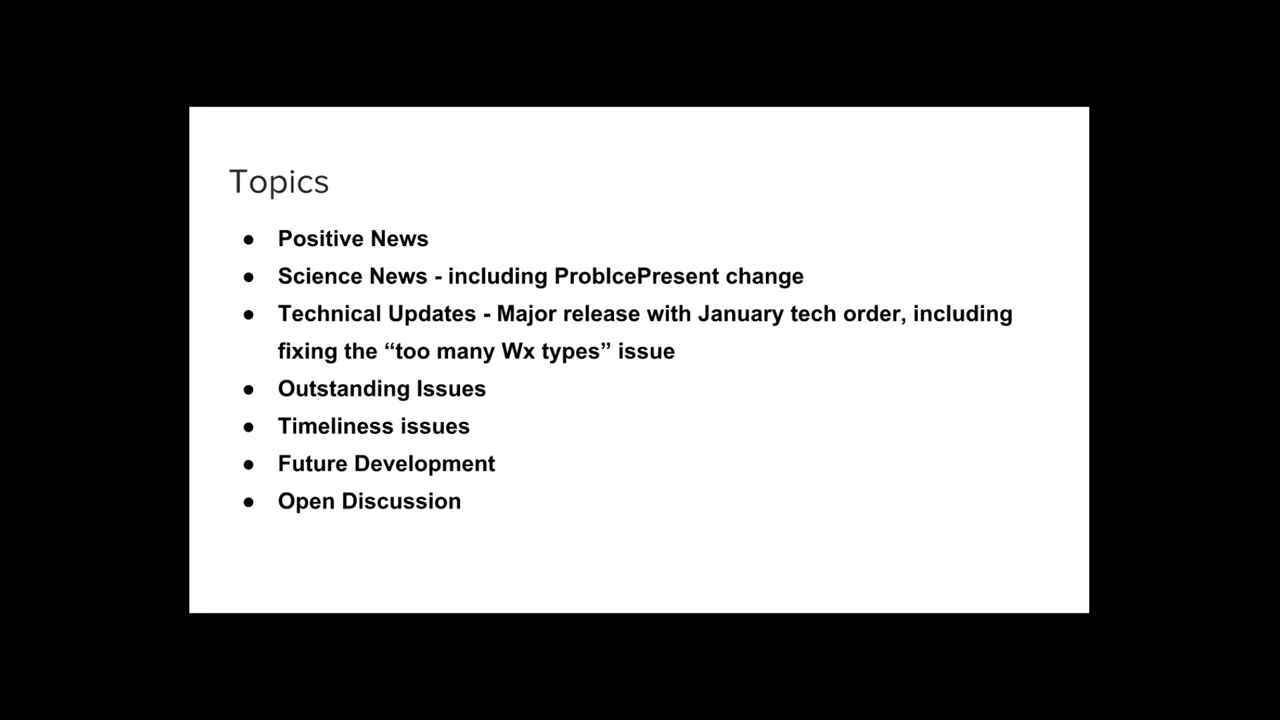 Topics
● Positive News
● Science News - including ProbIcePresent change
● Technical Updates - Major release with January tech order, including
fixing the “too many Wx types” issue
● Outstanding Issues
● Timeliness issues
● Future Development
● Open Discussion